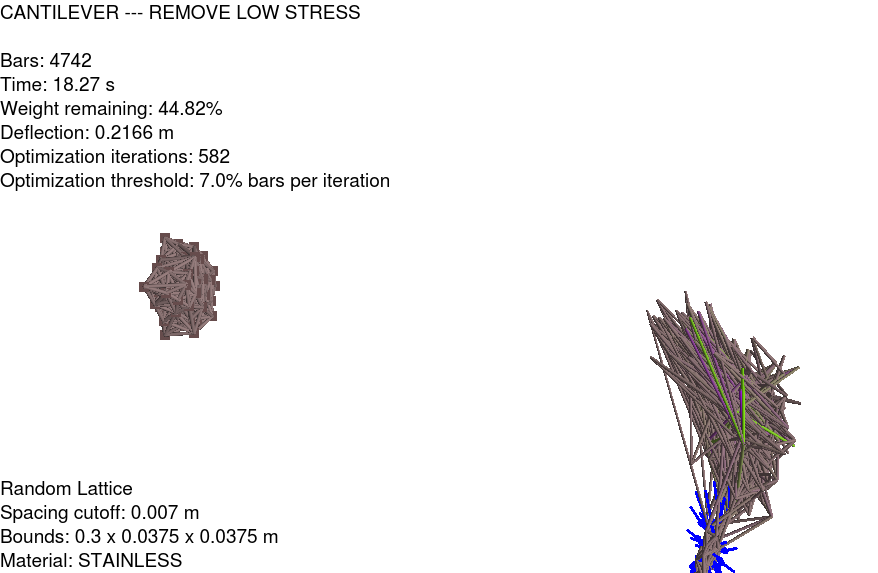 CANTILEVER --- REMOVE LOW STRESS
Bars: 4742
Time: 18.27 s
Weight remaining: 44.82%
Deflection: 0.2166 m
Optimization iterations: 582
Optimization threshold: 7.0% bars per iteration
Random Lattice
Spacing cutoff: 0.007 m
Bounds: 0.3 x 0.0375 x 0.0375 m
Material: STAINLESS